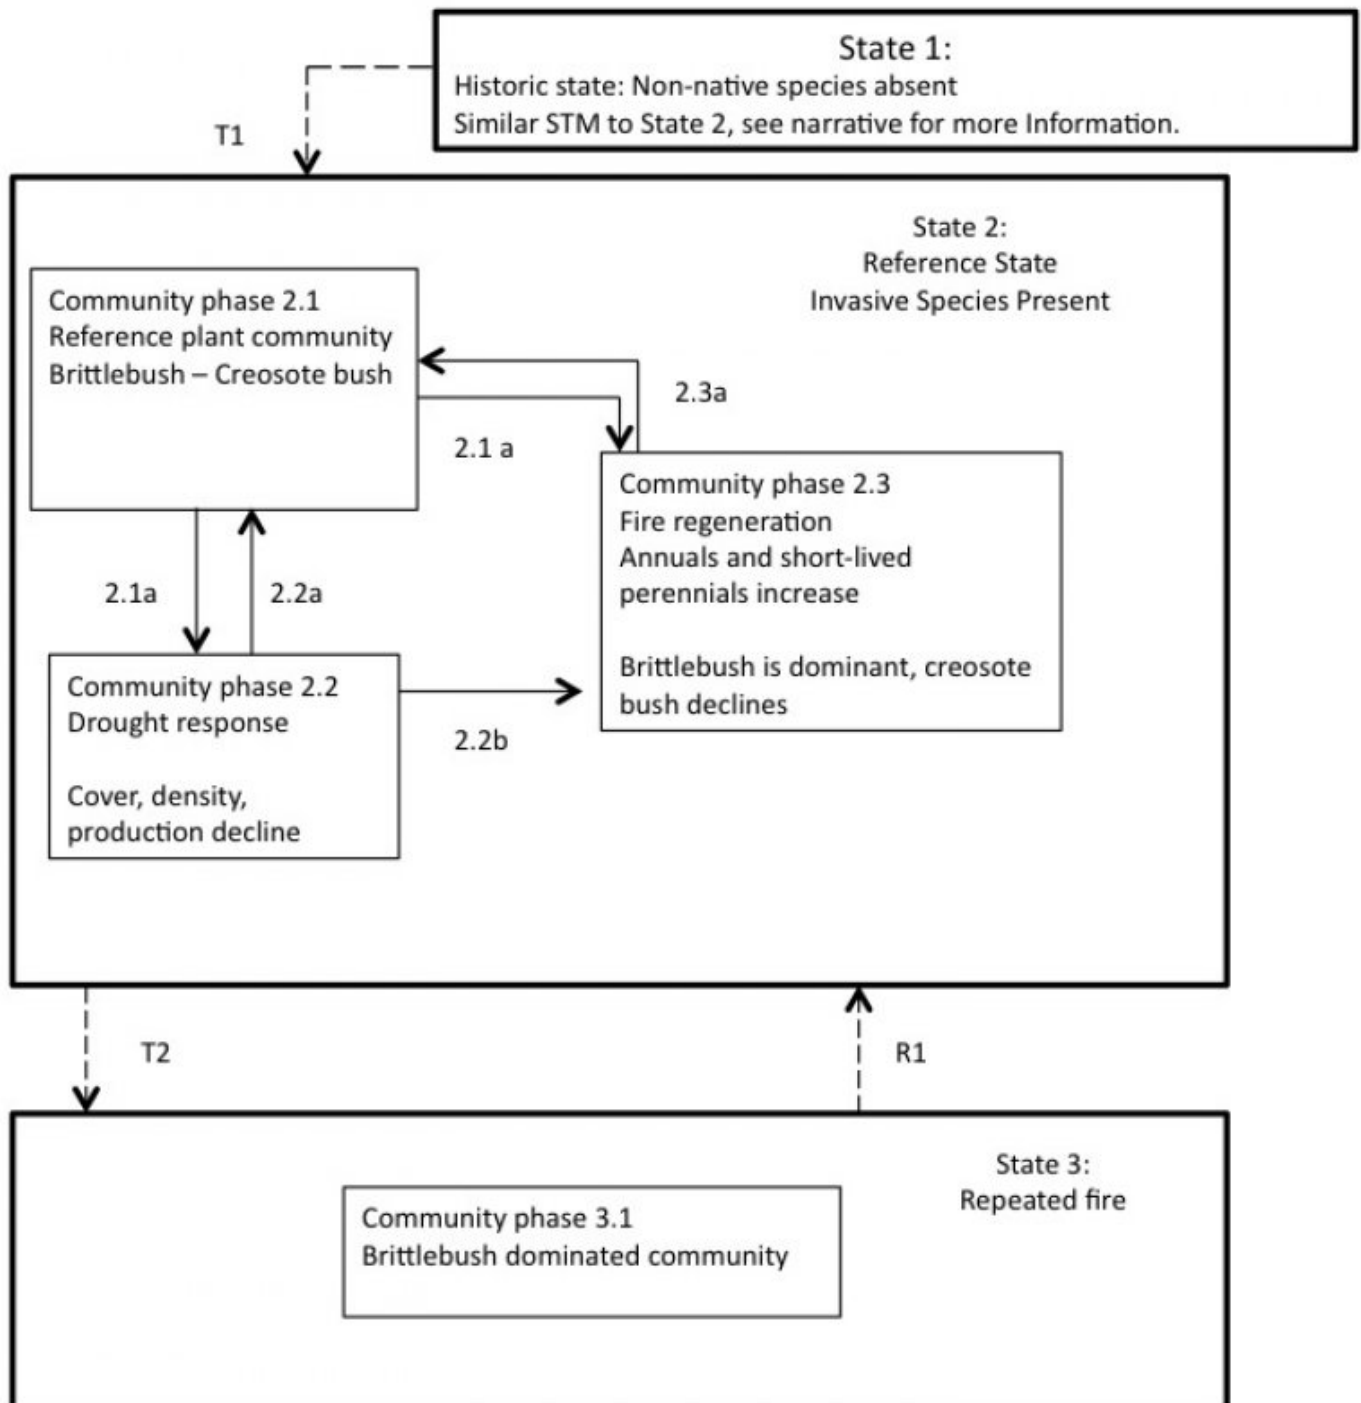 State 1:
Historic state: Non-native species absent
Similar STM to State 2, see narrative for more Information.
T1
State 2:
Reference State
Invasive Species Present
Community phase 2.1
Reference plant community
Brittlebush – Creosote bush
2.3a
2.1 a
Community phase 2.3
Fire regeneration
Annuals and short-lived
perennials increase
Brittlebush is dominant, creosote
bush declines
2.1a
2.2a
Community phase 2.2
Drought response
Cover, density,
production decline
2.2b
T2
R1
State 3:
Repeated fire
Community phase 3.1
Brittlebush dominated community